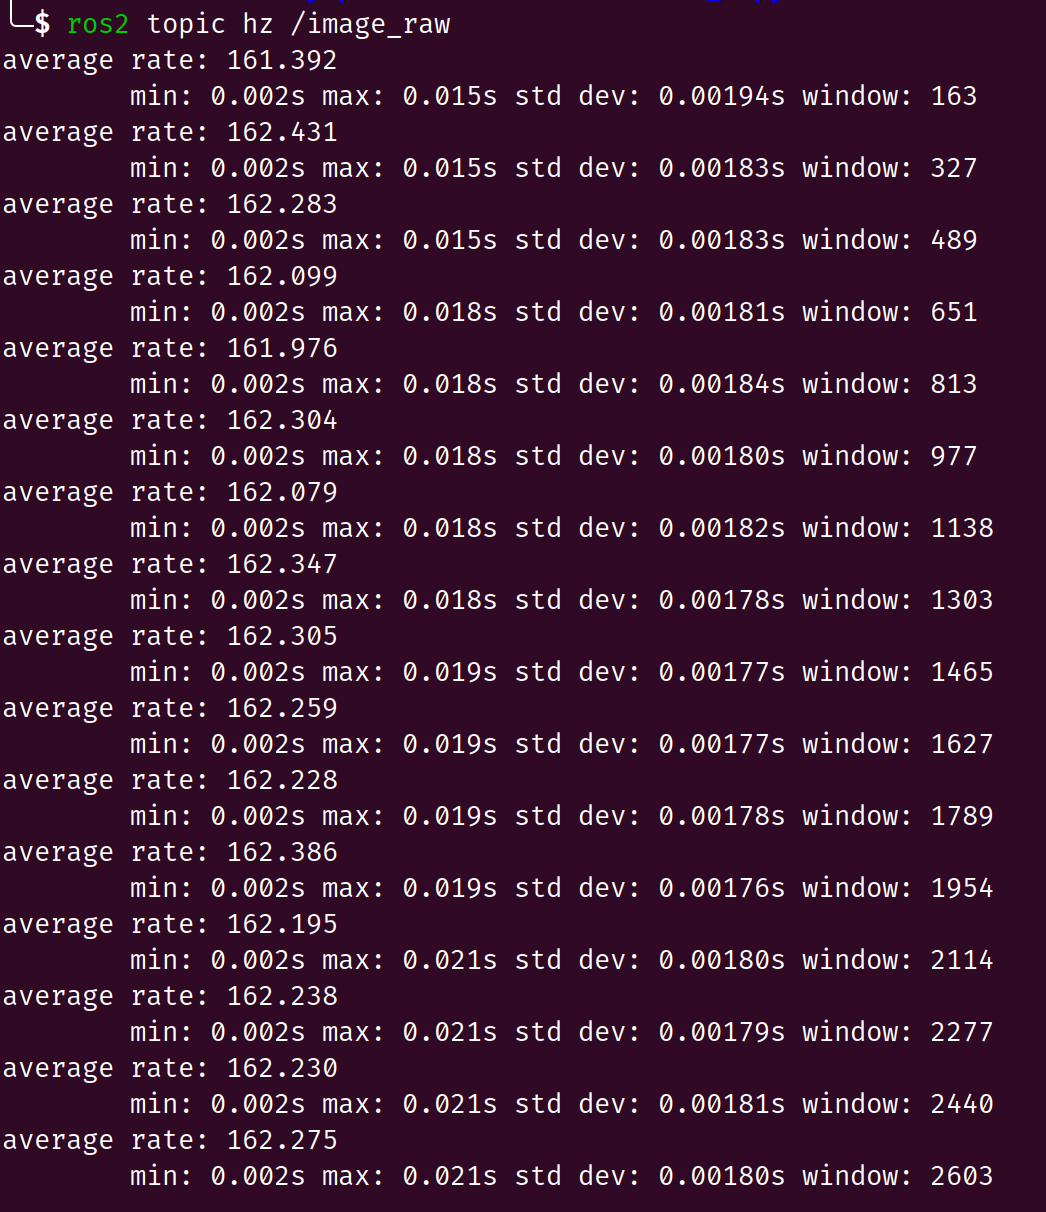 $ ros2 topic hz /image_raw
average rate: 161.392
min: 0.002s max: 0.015s std dev: 0.00194s window: 163
average rate: 162.431
min: 0.002s max: 0.015s std dev: 0.00183s window: 327
average rate: 162.283
min: 0.002s max: 0.015s std dev: 0.00183s window: 489
average rate: 162.099
min: 0.002s max: 0.018s std dev: 0.00181s window: 651
average rate: 161.976
min: 0.002s max: 0.018s std dev: 0.00184s window: 813
average rate: 162.304
min: 0.002s max: 0.018s std dev: 0.00180s window: 977
average rate: 162.079
min: 0.002s max: 0.018s std dev: 0.00182s window: 1138
average rate: 162.347
min: 0.002s max: 0.018s std dev: 0.00178s window: 1303
average rate: 162.305
min: 0.002s max: 0.019s std dev: 0.00177s window: 1465
average rate: 162.259
min: 0.002s max: 0.019s std dev: 0.00177s window: 1627
average rate: 162.228
min: 0.002s max: 0.019s std dev: 0.00178s window: 1789
average rate: 162.386
min: 0.002s max: 0.019s std dev: 0.00176s window: 1954
average rate: 162.195
min: 0.002s max: 0.021s std dev: 0.00180s window: 2114
average rate: 162.238
min: 0.002s max: 0.021s std dev: 0.00179s window: 2277
average rate: 162.230
min: 0.002s max: 0.021s std dev: 0.00181s window: 2440
average rate: 162.275
min: 0.002s max: 0.021s std dev: 0.00180s window: 2603